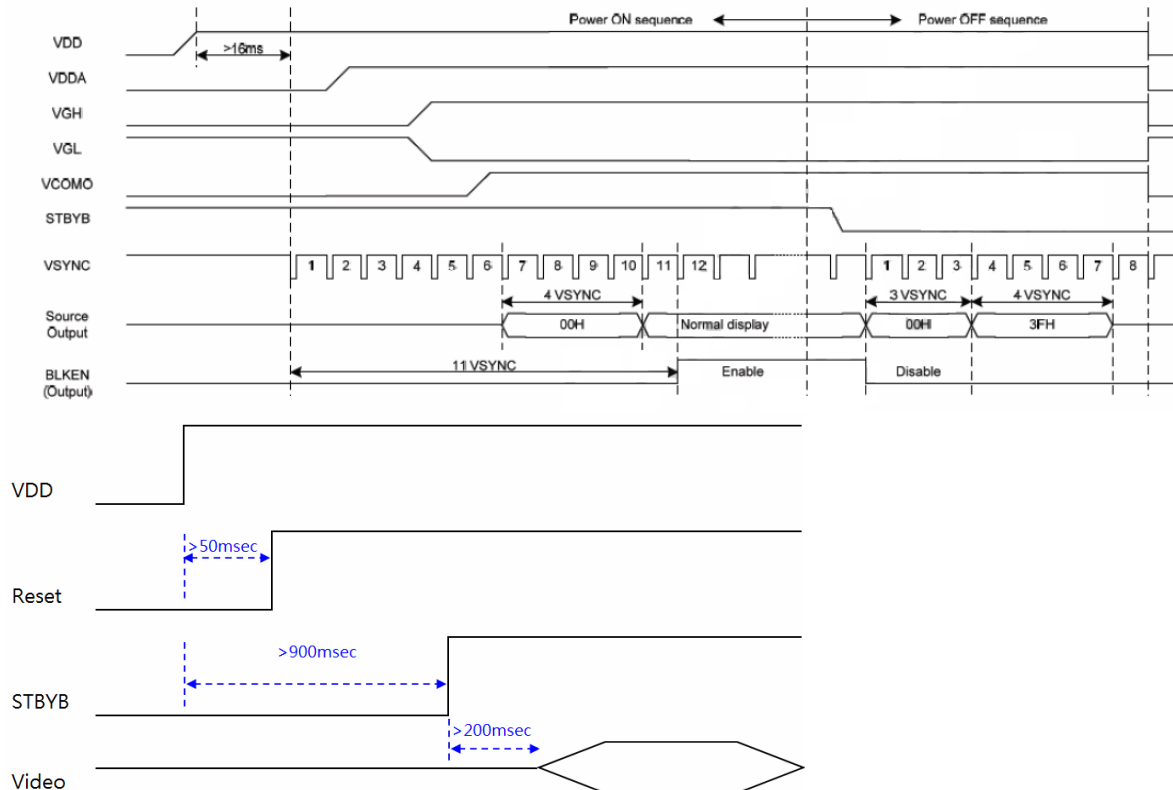 Power ON sequence
Power OFF sequence
VDD
>16ms
VDDA
VGH
VGL
VCOMO
STBYB
VSYNC
1 2 3 4 5 6 7 8 9 10 11 12 1 2 3 4 5 6 7 8
4 VSYNC
3 VSYNC
4 VSYNC
Source
Output
00H
Normal display
00H
3FH
11 VSYNC
BLKEN
(Output)
Enable
Disable
VDD
>50msec
Reset
>900msec
STBYB
>200msec
Video